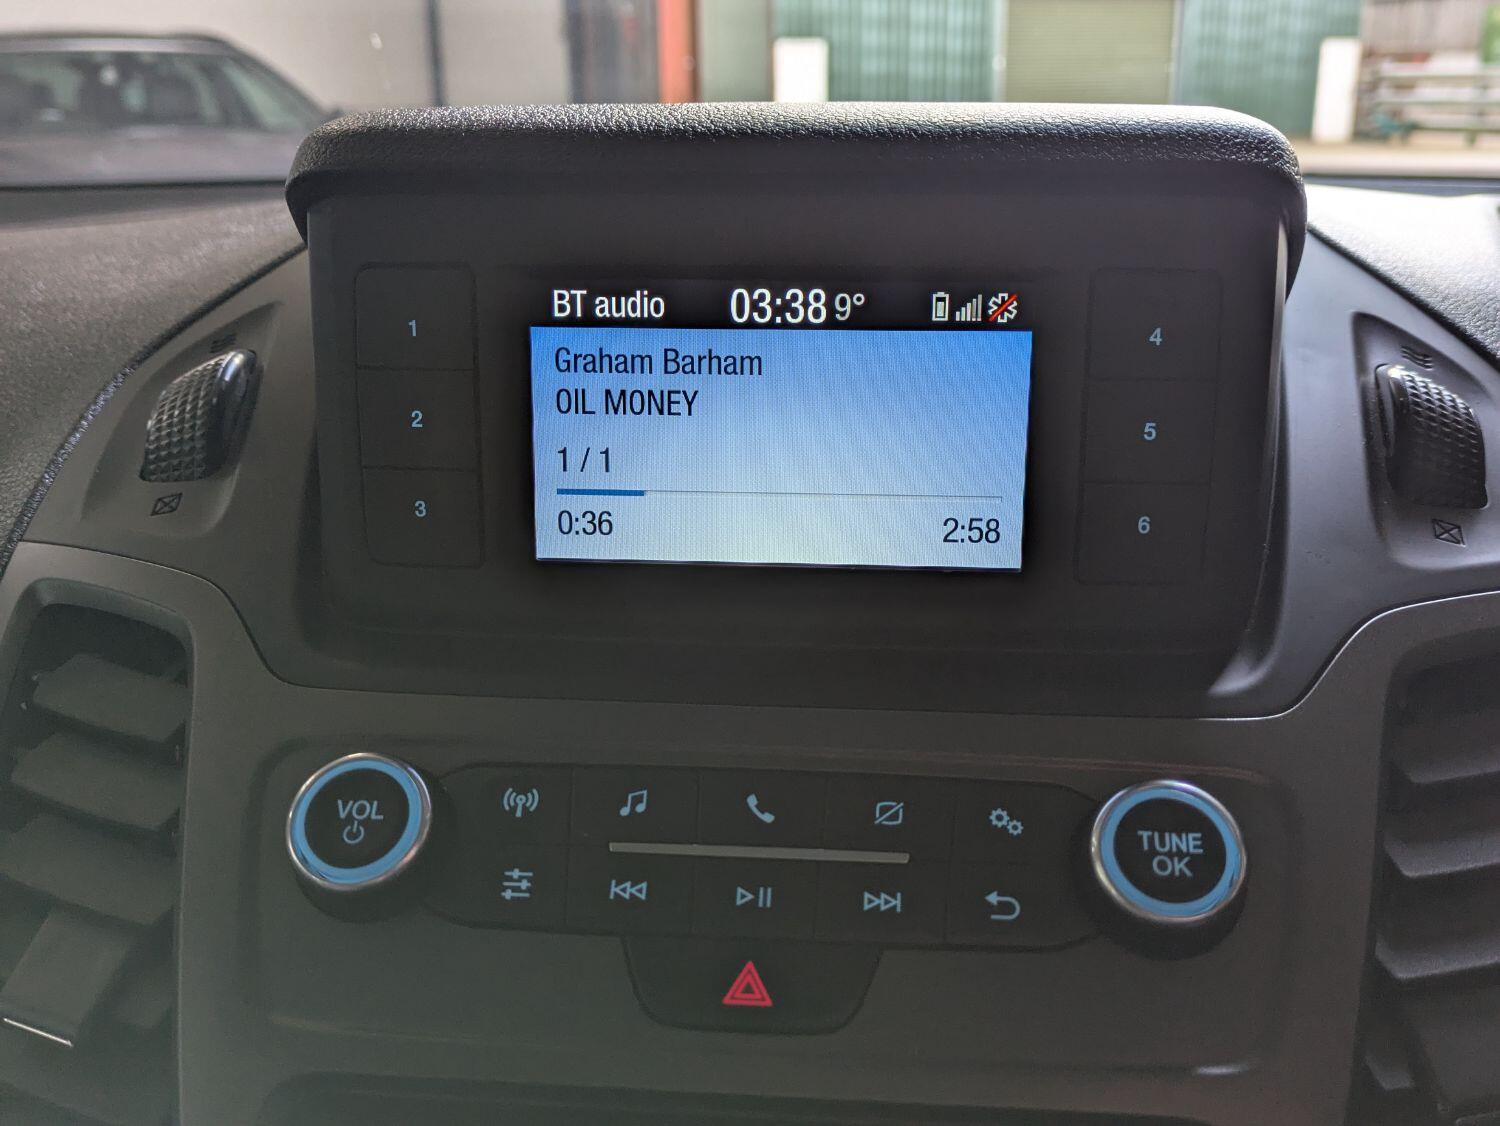 BT audio 03:38 9°
Graham Barham
OIL MONEY
1 / 1
0:36 2:58
1
2
3
4
5
6
VOL
TUNE
OK